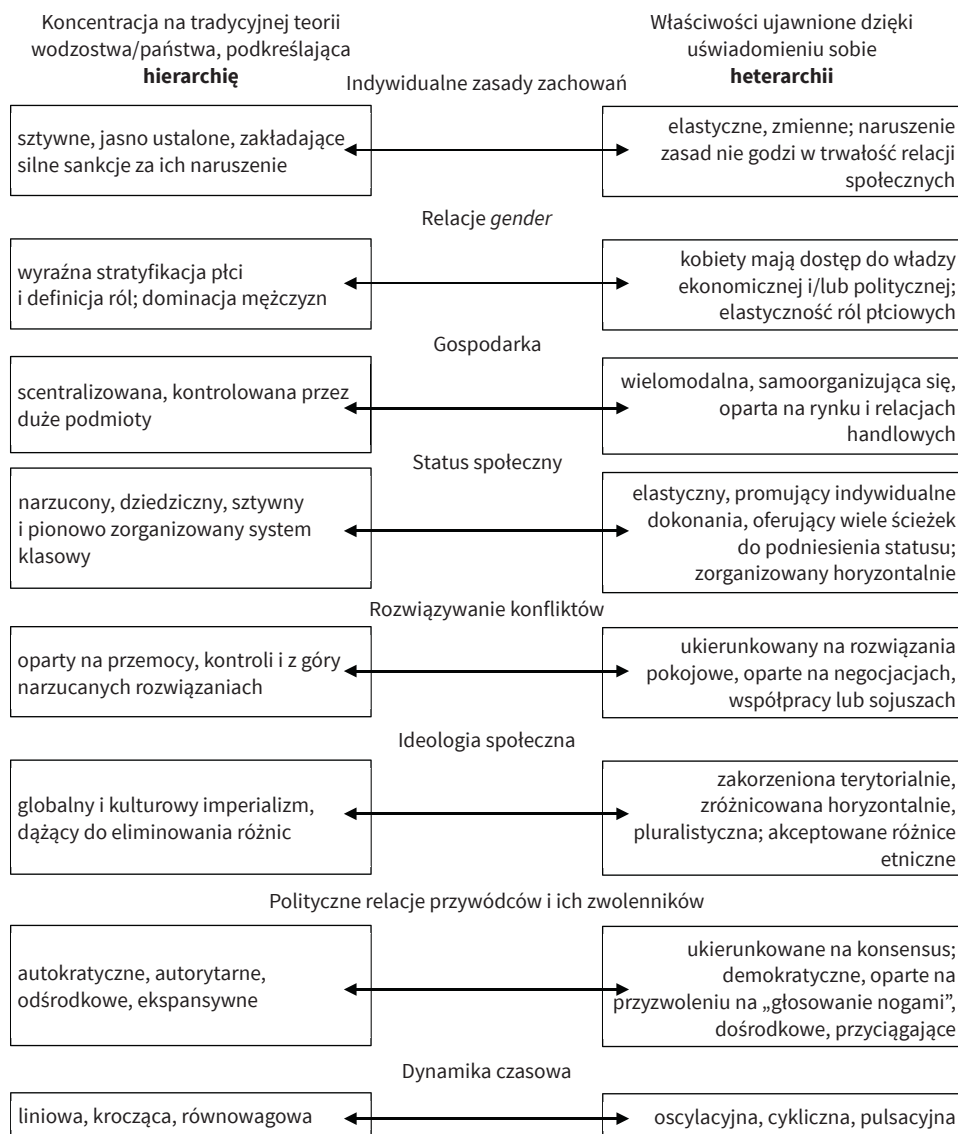 Koncentracja na tradycyjnej teorii
wodzostwa/państwa, podkreślająca
hierarchię
Właściwości ujawnione dzięki
uświadomieniu sobie
heterarchii
Indywidualne zasady zachowań
sztywne, jasno ustalone, zakładające
silne sankcje za ich naruszenie
elastyczne, zmienne; naruszenie
zasad nie godzi w trwałość relacji
społecznych
Relacje gender
wyraźna stratyfikacja płci
i definicja ról; dominacja mężczyzn
kobiety mają dostęp do władzy
ekonomicznej i/lub politycznej;
elastyczność ról płciowych
Gospodarka
scentralizowana, kontrolowana przez
duże podmioty
wielomodalna, samoorganizująca się,
oparta na rynku i relacjach
handlowych
Status społeczny
narzucony, dziedziczny, sztywny
i pionowo zorganizowany system
klasowy
elastyczny, promujący indywidualne
dokonania, oferujący wiele ścieżek
do podniesienia statusu;
zorganizowany horyzontalnie
Rozwiązywanie konfliktów
oparty na przemocy, kontroli i z góry
narzucanych rozwiązaniach
ukierunkowany na rozwiązania
pokojowe, oparte na negocjacjach,
współpracy lub sojuszach
Ideologia społeczna
globalny i kulturowy imperializm,
dążący do eliminowania różnic
zakorzeniona terytorialnie,
zróżnicowana horyzontalnie,
pluralistyczna; akceptowane różnice
etniczne
Polityczne relacje przywódców i ich zwolenników
autokratyczne, autorytarne,
odśrodkowe, ekspansywne
ukierunkowane na konsensus;
demokratyczne, oparte na
przyzwoleniu na „głosowanie nogami”,
dośrodkowe, przyciągające
Dynamika czasowa
liniowa, krocząca, równowagowa
oscylacyjna, cykliczna, pulsacyjna